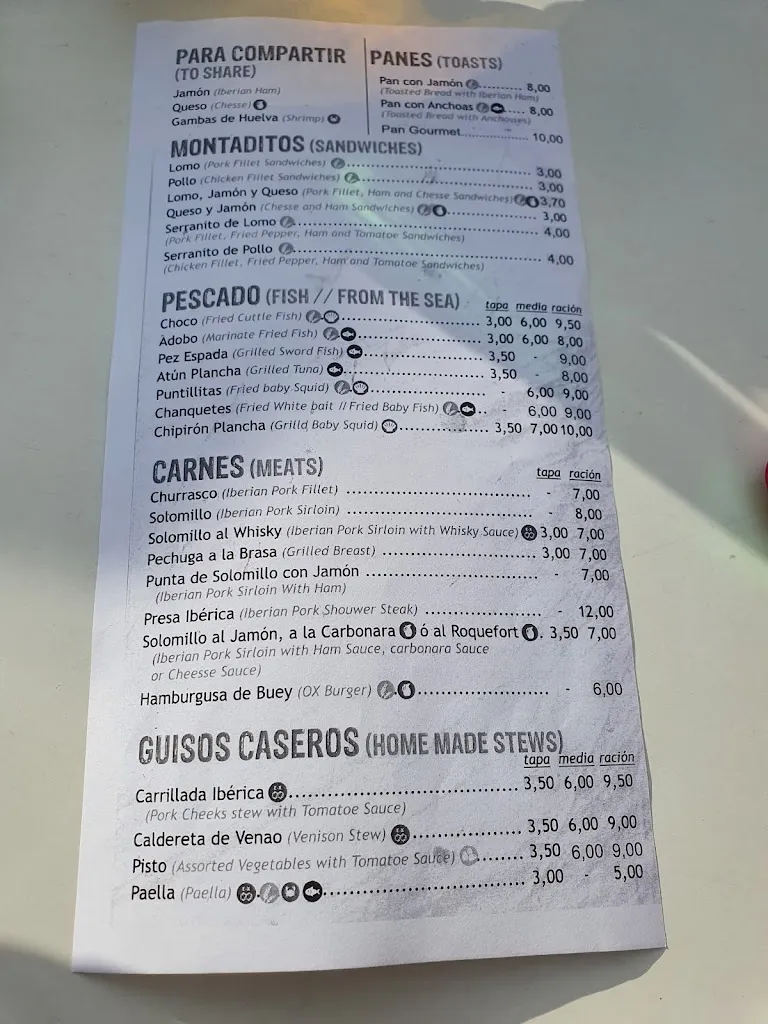 PARA COMPARTIR
(TO SHARE)
Jamón (Iberian Ham)
Queso (Chesse)
Gambas de Huelva (Shrimp)
PANES (TOASTS)
Pan con Jamón .......... 8,00
(Toasted Bread with Iberian Ham)
Pan con Anchoas ..... 8,00
(Toasted Bread with Anchovies)
Pan Gourmet ............... 10,00
MONTADITOS (SANDWICHES)
Lomo (Pork Fillet Sandwiches) ........................................ 3,00
Pollo (Chicken Fillet Sandwiches) ........................................ 3,00
Lomo, Jamón y Queso (Pork Fillet, Ham and Chesse Sandwiches) 3,70
Queso y Jamón (Chesse and Ham Sandwiches) ..................... 3,00
Serranito de Lomo .................................................. 4,00
(Pork Fillet, Fried Pepper, Ham and Tomatoe Sandwiches)
Serranito de Pollo .................................................. 4,00
(Chicken Fillet, Fried Pepper, Ham and Tomatoe Sandwiches)
PESCADO (FISH // FROM THE SEA) tapa media ración
Choco (Fried Cuttle Fish) .............................. 3,00 6,00 9,50
Adobo (Marinate Fried Fish) ......................... 3,00 6,00 8,00
Pez Espada (Grilled Sword Fish) ......................... 3,50 - 9,00
Atún Plancha (Grilled Tuna) .............................. 3,50 - 8,00
Puntillitas (Fried baby Squid) ......................... - 6,00 9,00
Chanquetes (Fried White bait // Fried Baby Fish) .. - 6,00 9,00
Chipirón Plancha (Grilld Baby Squid) .................. 3,50 7,00 10,00
CARNES (MEATS) tapa ración
Churrasco (Iberian Pork Fillet) ................................... - 7,00
Solomillo (Iberian Pork Sirloin) ................................... - 8,00
Solomillo al Whisky (Iberian Pork Sirloin with Whisky Sauce) 3,00 7,00
Pechuga a la Brasa (Grilled Breast) .............................. 3,00 7,00
Punta de Solomillo con Jamón .............................. - 7,00
(Iberian Pork Sirloin With Ham)
Presa Ibérica (Iberian Pork Shouwer Steak) .................... - 12,00
Solomillo al Jamón, a la Carbonara ó al Roquefort . 3,50 7,00
(Iberian Pork Sirloin with Ham Sauce, carbonara Sauce
or Cheesse Sauce)
Hamburgusa de Buey (OX Burger) ......................... - 6,00
GUISOS CASEROS (HOME MADE STEWS)
tapa media ración
Carrillada Ibérica ........................................ 3,50 6,00 9,50
(Pork Cheeks stew with Tomatoe Sauce)
Caldereta de Venao (Venison Stew) .................. 3,50 6,00 9,00
Pisto (Assorted Vegetables with Tomatoe Sauce) ....... 3,50 6,00 9,00
Paella (Paella) ................................... 3,00 - 5,00